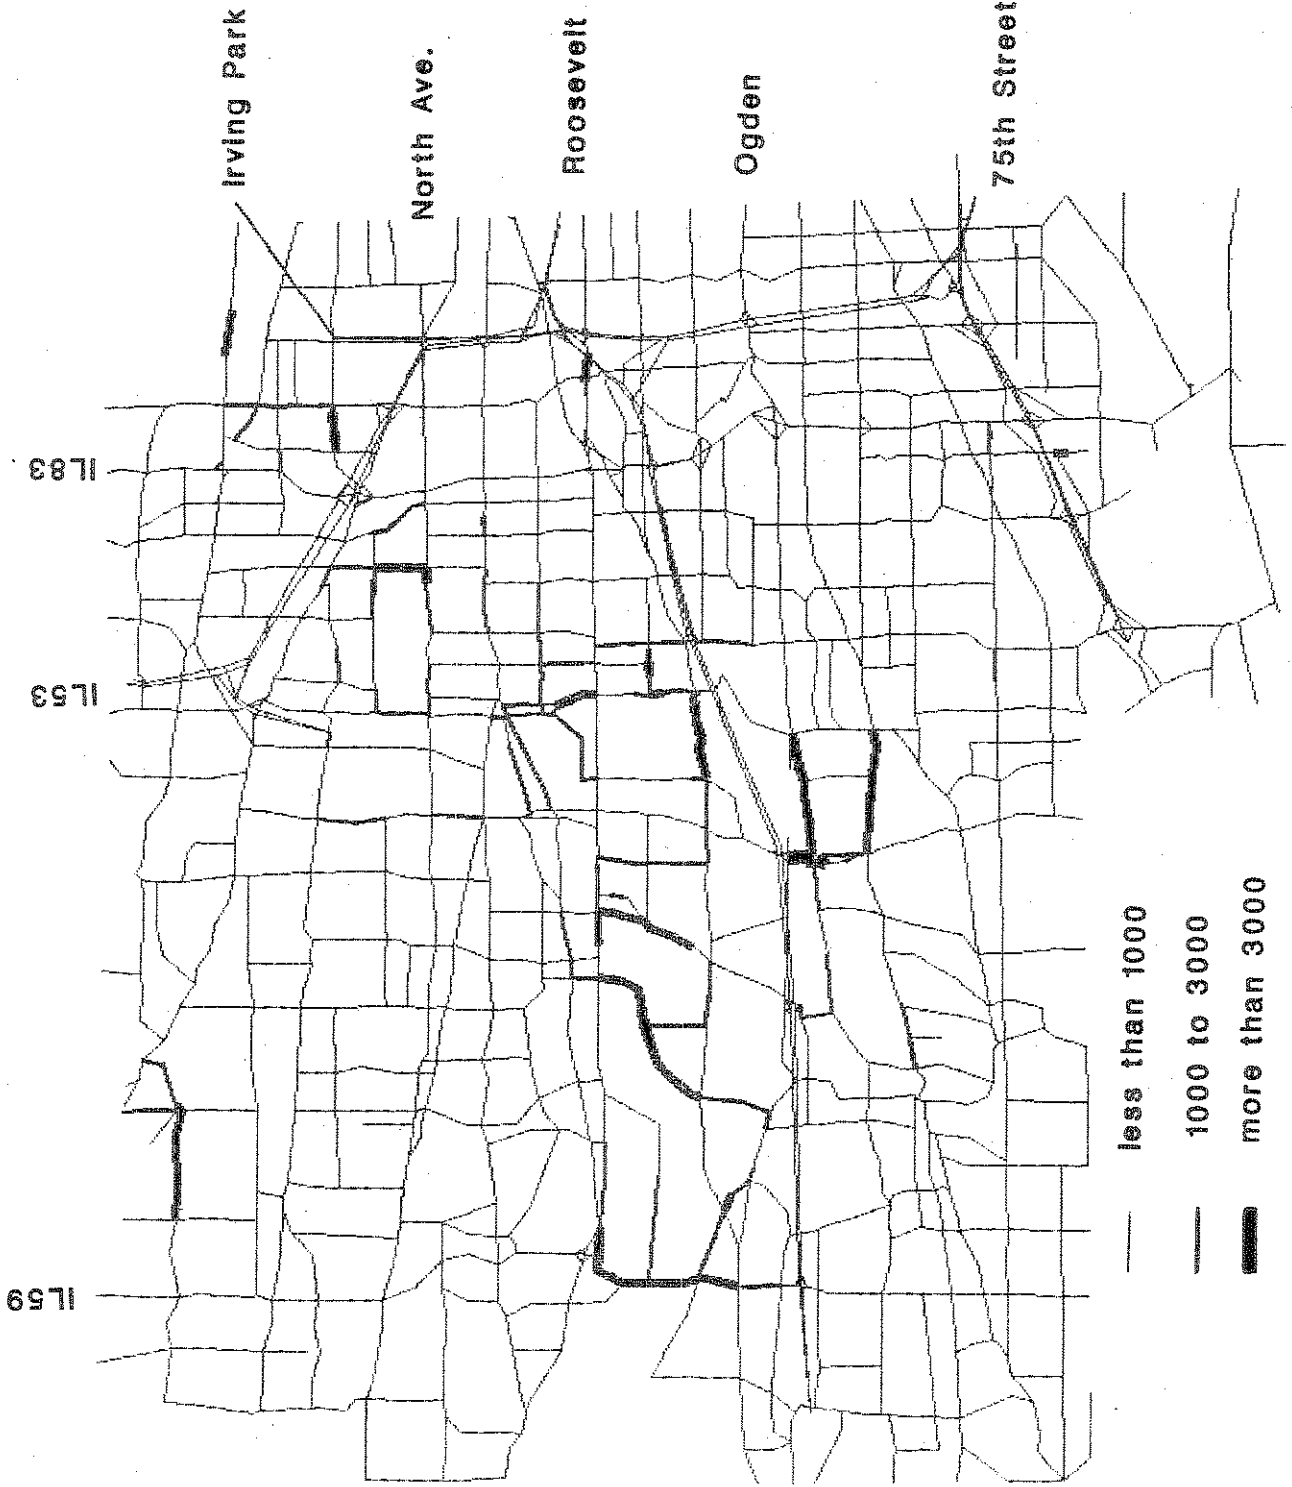 IL59
IL53
IL83
Irving Park
North Ave.
Roosevelt
Ogden
75th Street
less than 1000
1000 to 3000
more than 3000